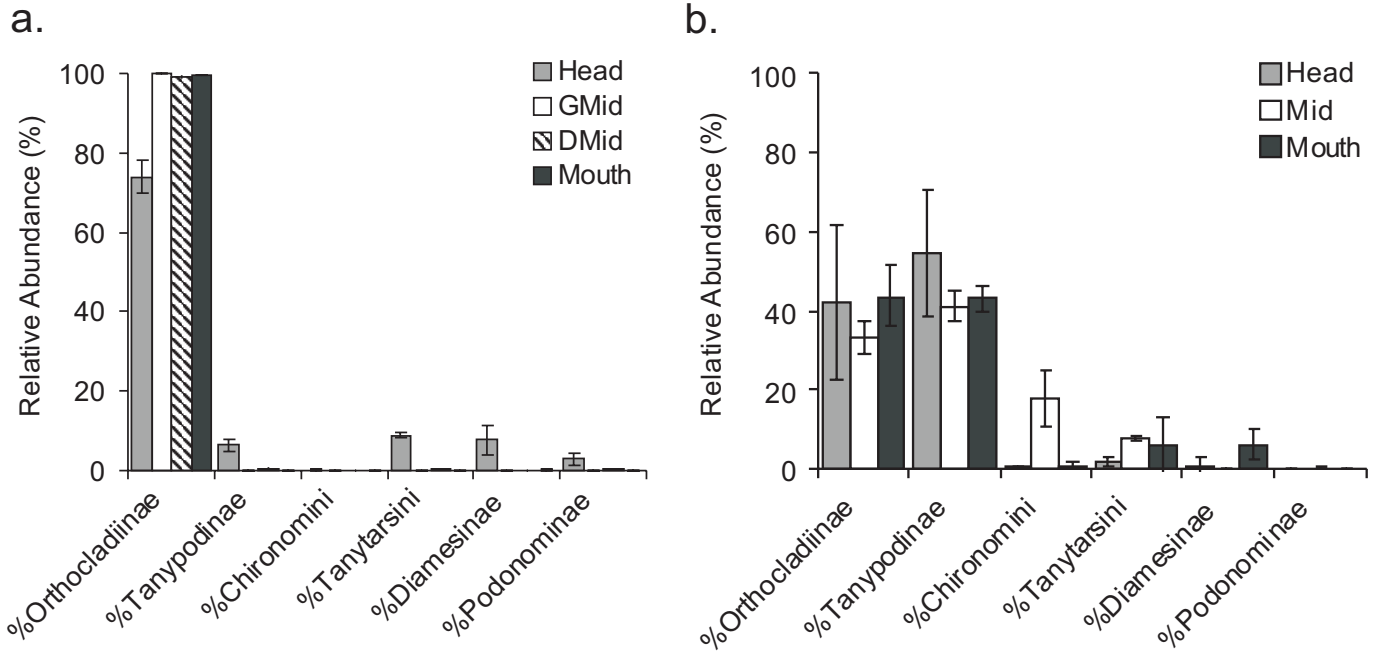 a.
Relative Abundance (%)
100
80
60
40
20
0
Head
GMid
DMid
Mouth
%Orthocladiinae
%Tanypodinae
%Chironomini
%Tanytarsini
%Diamesinae
%Podonominae
b.
Relative Abundance (%)
100
80
60
40
20
0
Head
Mid
Mouth
%Orthocladiinae
%Tanypodinae
%Chironomini
%Tanytarsini
%Diamesinae
%Podonominae